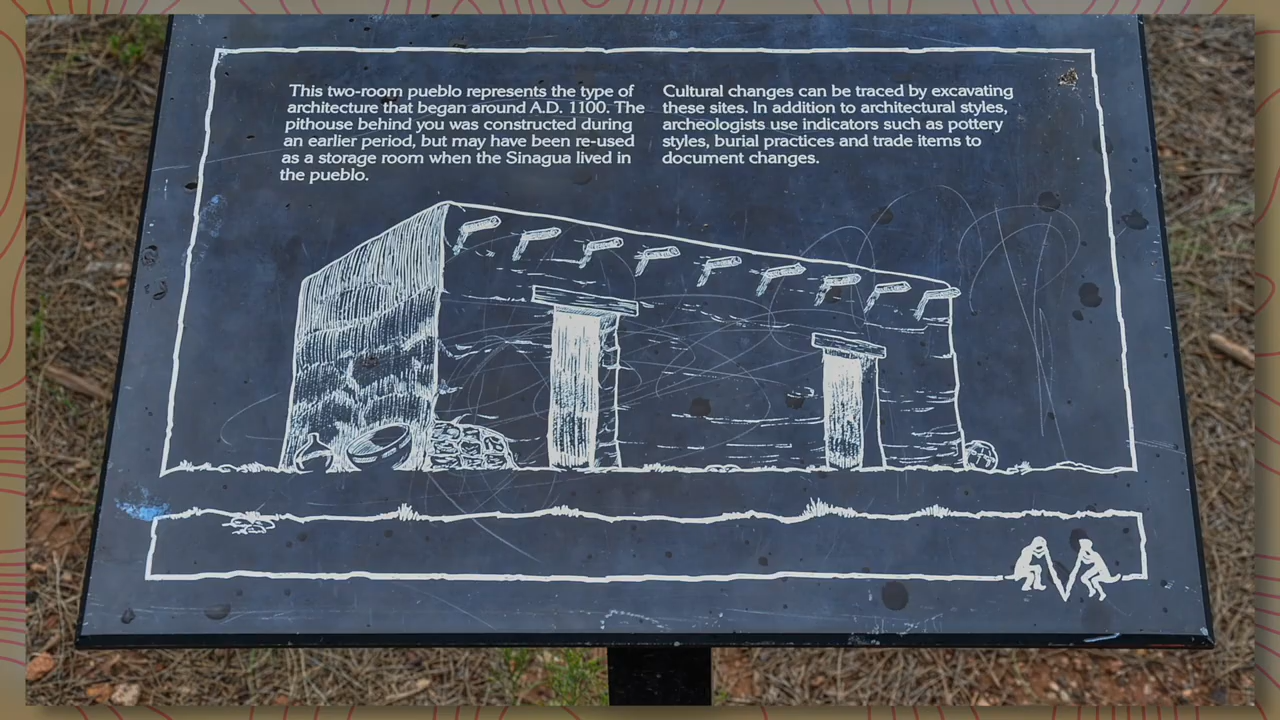 This two-room pueblo represents the type of
architecture that began around A.D. 1100. The
pithouse behind you was constructed during
an earlier period, but may have been re-used
as a storage room when the Sinagua lived in
the pueblo.
Cultural changes can be traced by excavating
these sites. In addition to architectural styles,
archeologists use indicators such as pottery
styles, burial practices and trade items to
document changes.